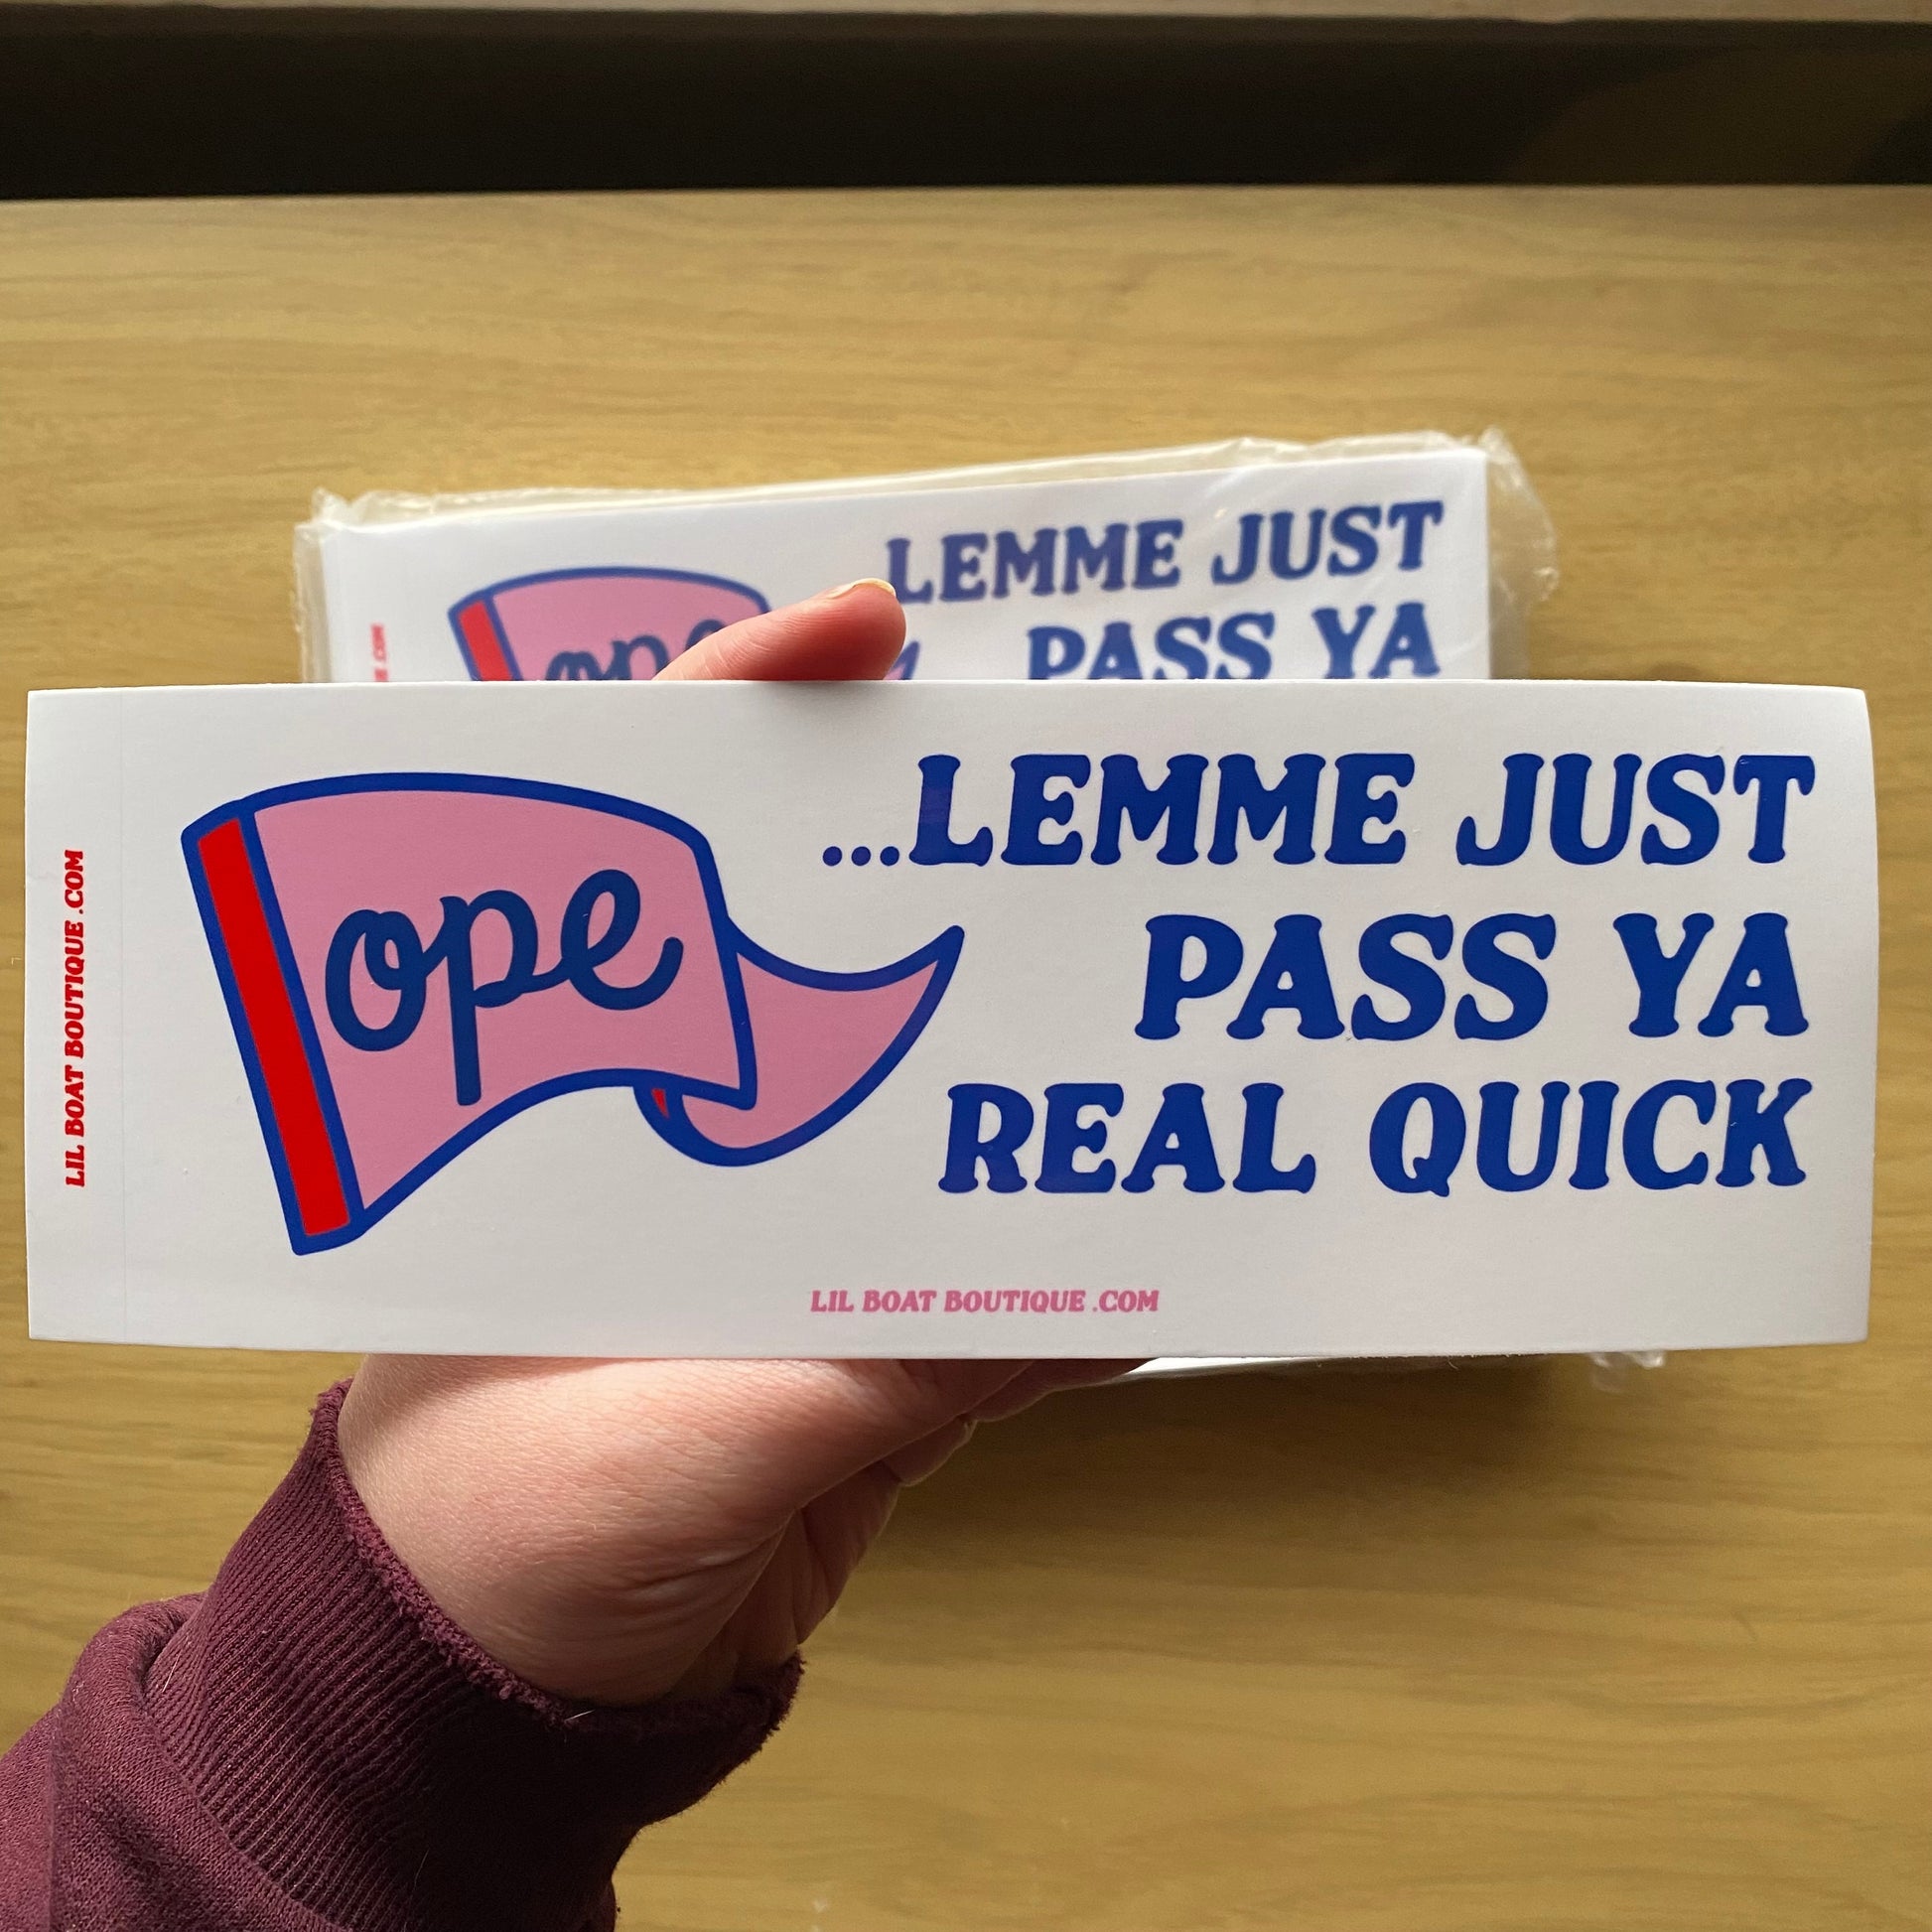 LEMME JUST
PASS YA
LIL BOAT BOUTIQUE .COM
ope
...LEMME JUST
PASS YA
REAL QUICK
LIL BOAT BOUTIQUE .COM